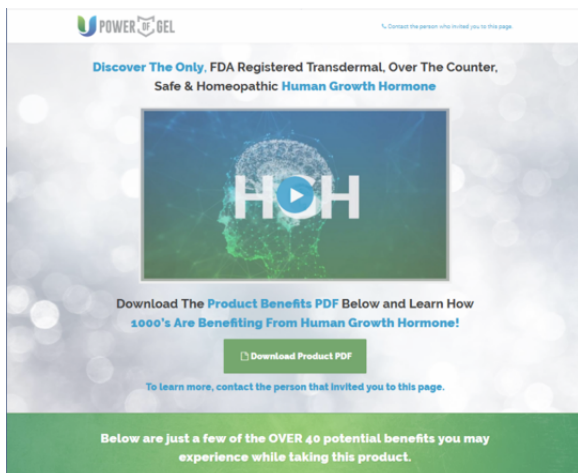 POWER OF GEL
Contact the person who invited you to this page.
Discover The Only, FDA Registered Transdermal, Over The Counter,
Safe & Homeopathic Human Growth Hormone
HGH
Download The Product Benefits PDF Below and Learn How
1000's Are Benefiting From Human Growth Hormone!
Download Product PDF
To learn more, contact the person that invited you to this page.
Below are just a few of the OVER 40 potential benefits you may
experience while taking this product.